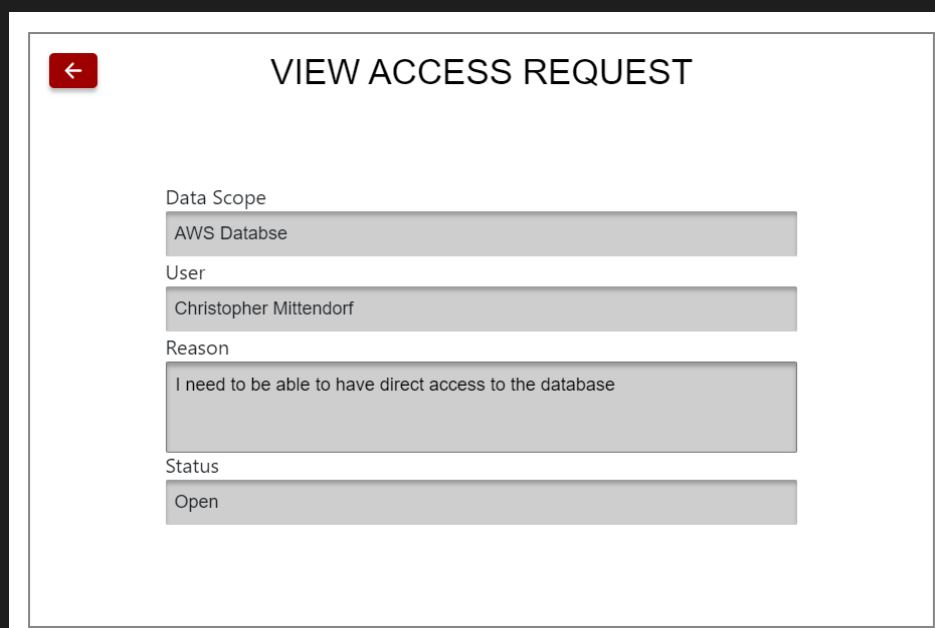 VIEW ACCESS REQUEST
Data Scope
AWS Databse
User
Christopher Mittendorf
Reason
I need to be able to have direct access to the database
Status
Open